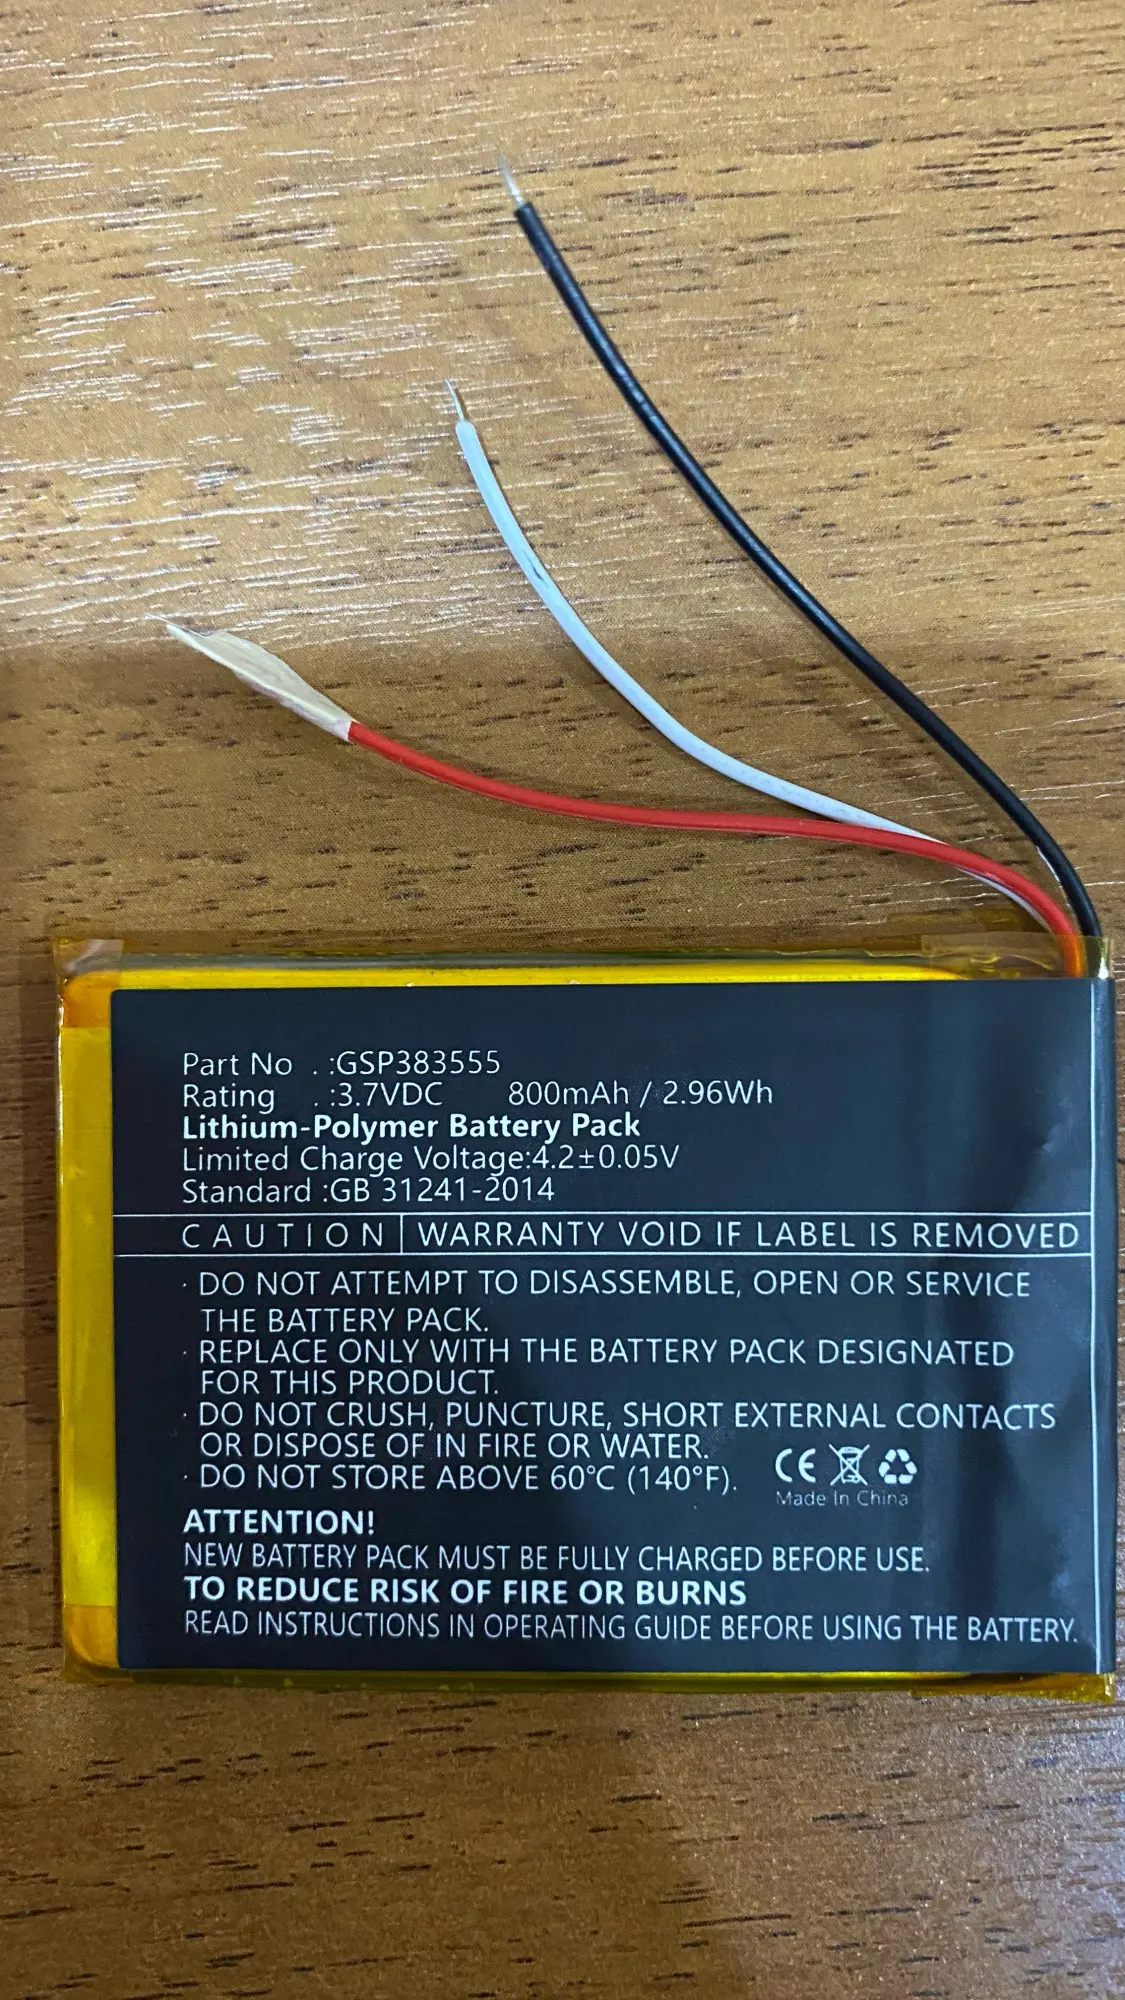 Part No . :GSP383555
Rating . :3.7VDC 800mAh / 2.96Wh
Lithium-Polymer Battery Pack
Limited Charge Voltage:4.2±0.05V
Standard :GB 31241-2014
CAUTION WARRANTY VOID IF LABEL IS REMOVED
· DO NOT ATTEMPT TO DISASSEMBLE, OPEN OR SERVICE
THE BATTERY PACK.
· REPLACE ONLY WITH THE BATTERY PACK DESIGNATED
FOR THIS PRODUCT.
· DO NOT CRUSH, PUNCTURE, SHORT EXTERNAL CONTACTS
OR DISPOSE OF IN FIRE OR WATER.
· DO NOT STORE ABOVE 60°C (140°F).
CE
Made In China
ATTENTION!
NEW BATTERY PACK MUST BE FULLY CHARGED BEFORE USE.
TO REDUCE RISK OF FIRE OR BURNS
READ INSTRUCTIONS IN OPERATING GUIDE BEFORE USING THE BATTERY.